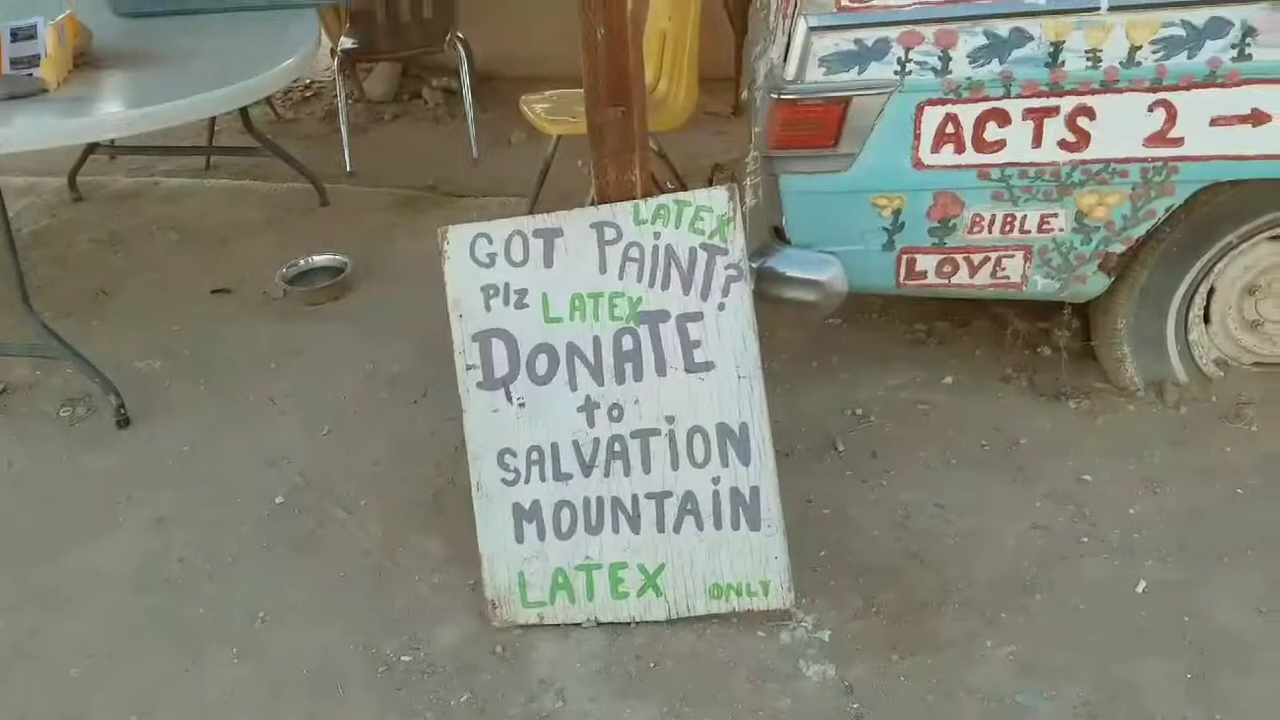 LATEX
GOT PAiNT?
Plz LATEX
DONATE
to
SALVATiON
MOUNTAiN
LATEX ONLY
ACTS 2 →
BIBLE.
LOVE